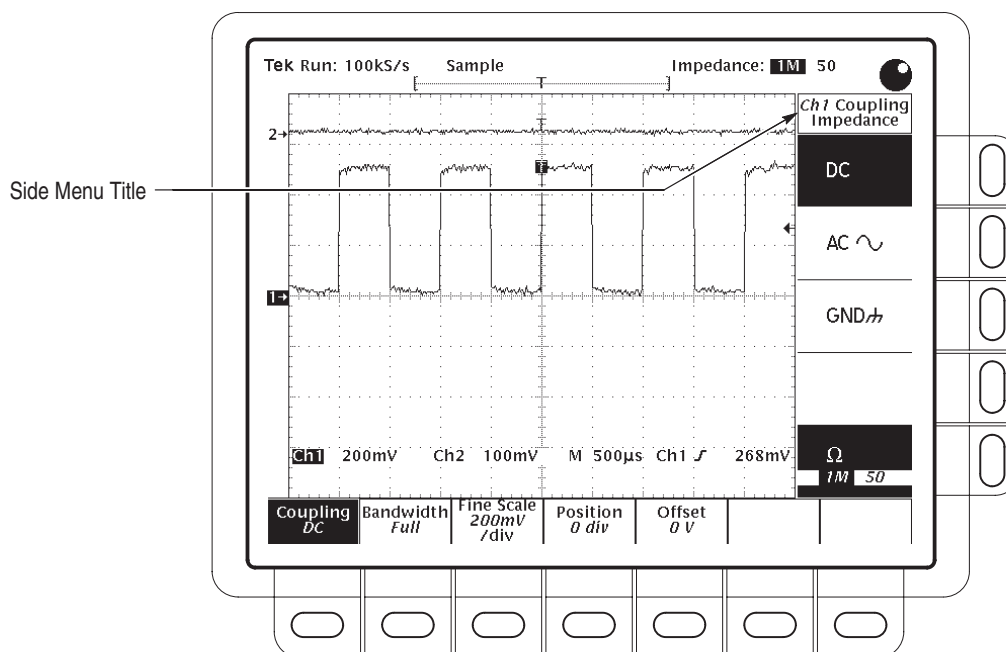 Tek Run: 100kS/s Sample Impedance: 1M 50
T
Ch1 Coupling
Impedance
2
T
T
DC
Side Menu Title
AC
1
GND
Ch1 200mV Ch2 100mV M 500µs Ch1 268mV
Ω
1M 50
Coupling
DC
Bandwidth
Full
Fine Scale
200mV
/div
Position
0 div
Offset
0 V